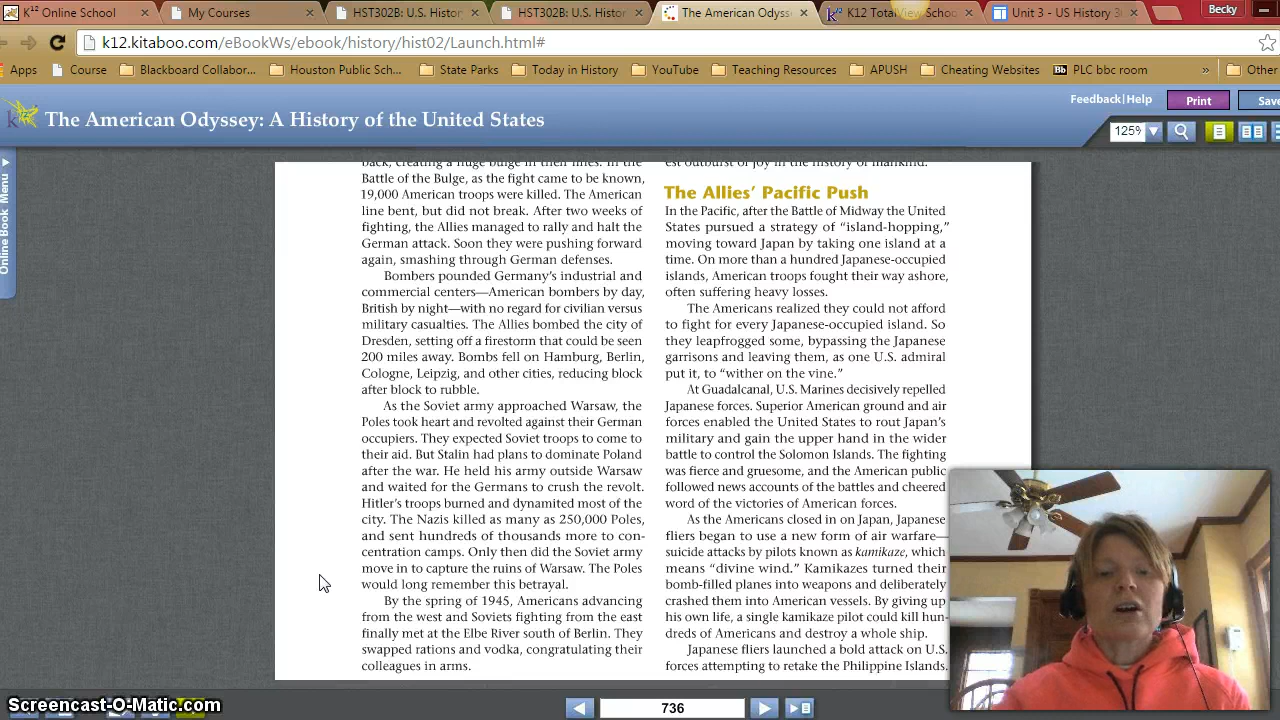 K¹² Online School
My Courses
HST302B: U.S. Histor
HST302B: U.S. Histor
The American Odyss
K12 TotalView School
Unit 3 - US History 3
Becky
k12.kitaboo.com/eBookWs/ebook/history/hist02/Launch.html#
Apps
Course
Blackboard Collabor...
Houston Public Sch...
State Parks
Today in History
YouTube
Teaching Resources
APUSH
Cheating Websites
Bb PLC bbc room
»
Other
Feedback|Help
Print
Save
The American Odyssey: A History of the United States
125%
Online Book Menu
back, creating a huge bulge in their lines. In the
Battle of the Bulge, as the fight came to be known,
19,000 American troops were killed. The American
line bent, but did not break. After two weeks of
fighting, the Allies managed to rally and halt the
German attack. Soon they were pushing forward
again, smashing through German defenses.
Bombers pounded Germany's industrial and
commercial centers—American bombers by day,
British by night—with no regard for civilian versus
military casualties. The Allies bombed the city of
Dresden, setting off a firestorm that could be seen
200 miles away. Bombs fell on Hamburg, Berlin,
Cologne, Leipzig, and other cities, reducing block
after block to rubble.
As the Soviet army approached Warsaw, the
Poles took heart and revolted against their German
occupiers. They expected Soviet troops to come to
their aid. But Stalin had plans to dominate Poland
after the war. He held his army outside Warsaw
and waited for the Germans to crush the revolt.
Hitler's troops burned and dynamited most of the
city. The Nazis killed as many as 250,000 Poles,
and sent hundreds of thousands more to con-
centration camps. Only then did the Soviet army
move in to capture the ruins of Warsaw. The Poles
would long remember this betrayal.
By the spring of 1945, Americans advancing
from the west and Soviets fighting from the east
finally met at the Elbe River south of Berlin. They
swapped rations and vodka, congratulating their
colleagues in arms.
est outburst of joy in the history of mankind.
The Allies' Pacific Push
In the Pacific, after the Battle of Midway the United
States pursued a strategy of "island-hopping,"
moving toward Japan by taking one island at a
time. On more than a hundred Japanese-occupied
islands, American troops fought their way ashore,
often suffering heavy losses.
The Americans realized they could not afford
to fight for every Japanese-occupied island. So
they leapfrogged some, bypassing the Japanese
garrisons and leaving them, as one U.S. admiral
put it, to "wither on the vine."
At Guadalcanal, U.S. Marines decisively repelled
Japanese forces. Superior American ground and air
forces enabled the United States to rout Japan's
military and gain the upper hand in the wider
battle to control the Solomon Islands. The fighting
was fierce and gruesome, and the American public
followed news accounts of the battles and cheered
word of the victories of American forces.
As the Americans closed in on Japan, Japanese
fliers began to use a new form of air warfare—
suicide attacks by pilots known as kamikaze, which
means "divine wind." Kamikazes turned their
bomb-filled planes into weapons and deliberately
crashed them into American vessels. By giving up
his own life, a single kamikaze pilot could kill hun-
dreds of Americans and destroy a whole ship.
Japanese fliers launched a bold attack on U.S.
forces attempting to retake the Philippine Islands.
Screencast-O-Matic.com
736